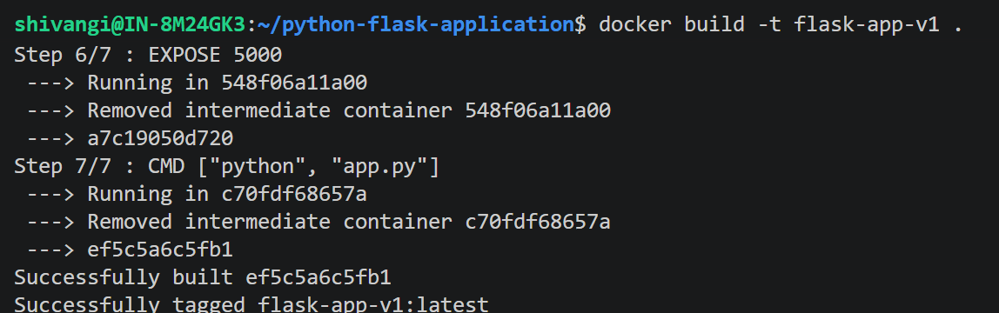 shivangi@IN-8M24GK3:~/python-flask-application$ docker build -t flask-app-v1 .
Step 6/7 : EXPOSE 5000
 ---> Running in 548f06a11a00
 ---> Removed intermediate container 548f06a11a00
 ---> a7c19050d720
Step 7/7 : CMD ["python", "app.py"]
 ---> Running in c70fdf68657a
 ---> Removed intermediate container c70fdf68657a
 ---> ef5c5a6c5fb1
Successfully built ef5c5a6c5fb1
Successfully tagged flask-app-v1:latest